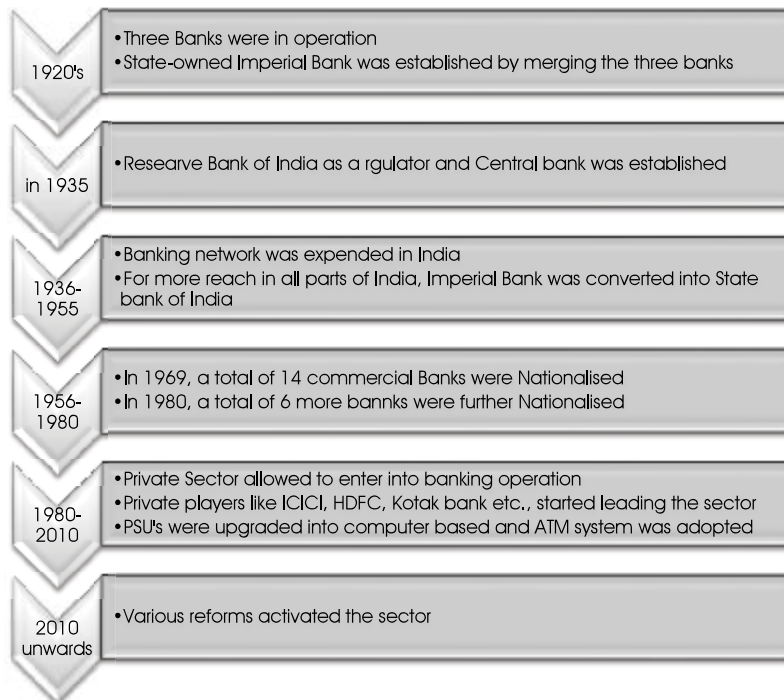 1920's
•Three Banks were in operation
•State-owned Imperial Bank was established by merging the three banks
in 1935
•Researve Bank of India as a rgulator and Central bank was established
1936-
1955
•Banking network was expended in India
•For more reach in all parts of India, Imperial Bank was converted into State
bank of India
1956-
1980
•In 1969, a total of 14 commercial Banks were Nationalised
•In 1980, a total of 6 more bannks were further Nationalised
1980-
2010
•Private Sector allowed to enter into banking operation
•Private players like ICICI, HDFC, Kotak bank etc., started leading the sector
•PSU's were upgraded into computer based and ATM system was adopted
2010
unwards
•Various reforms activated the sector